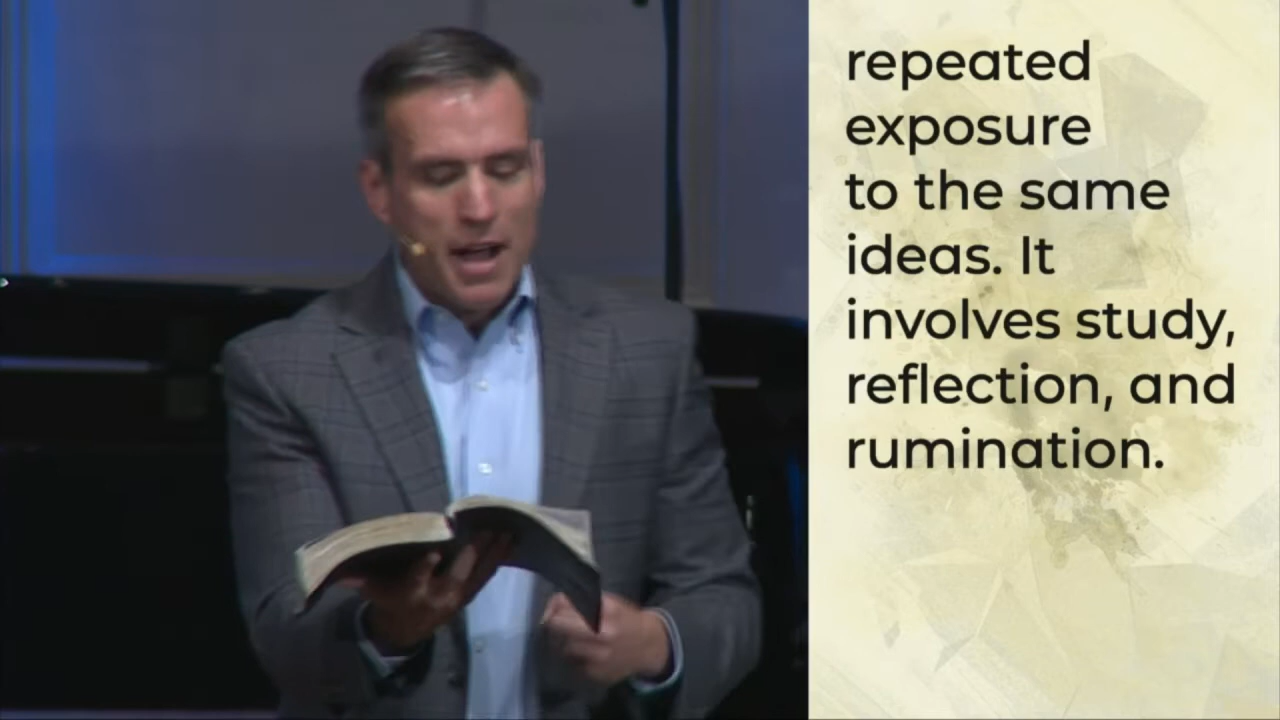 repeated
exposure
to the same
ideas. It
involves study,
reflection, and
rumination.